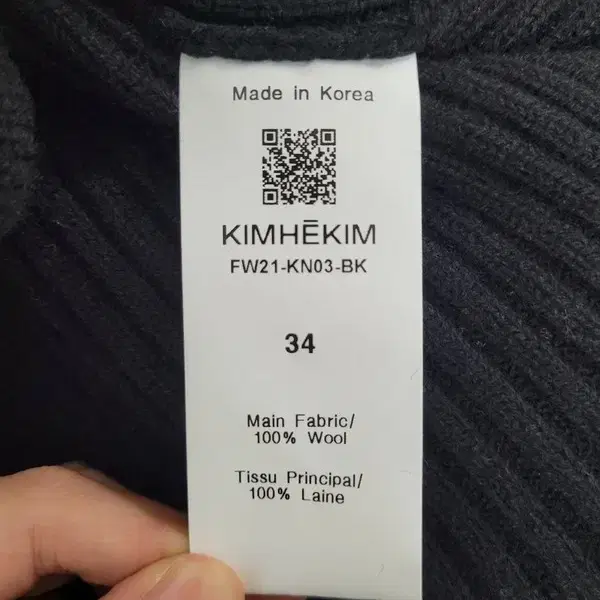 Made in Korea
KIMHĒKIM
FW21-KN03-BK
34
Main Fabric/
100% Wool
Tissu Principal/
100% Laine